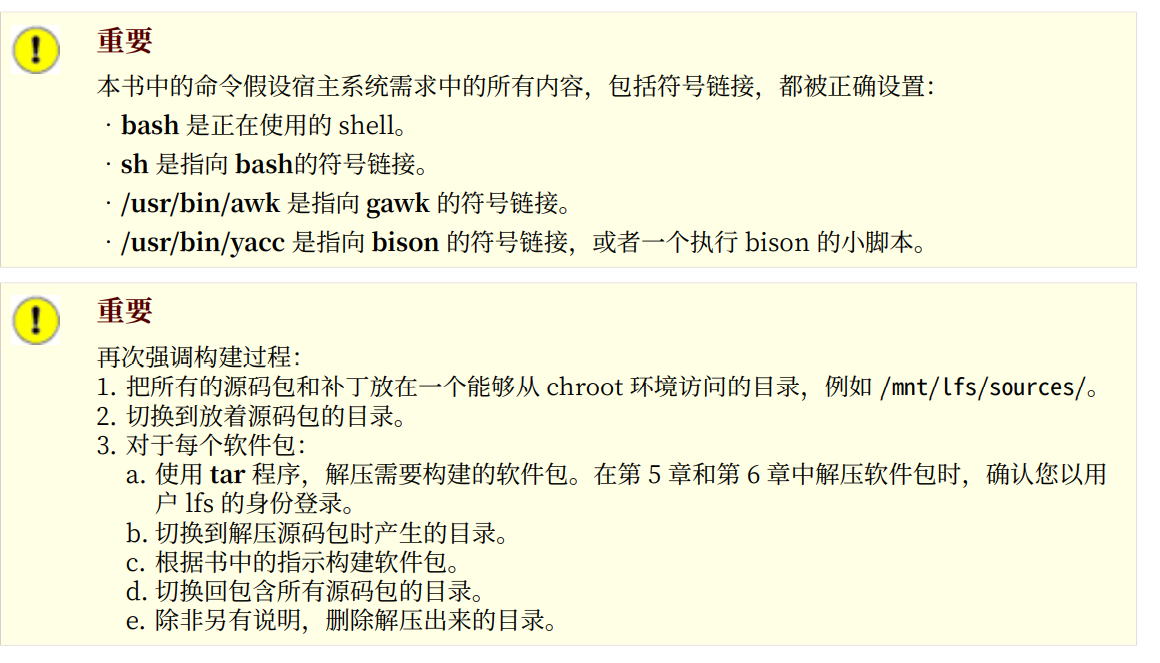 重要
本书中的命令假设宿主系统需求中的所有内容，包括符号链接，都被正确设置：
· bash 是正在使用的 shell。
· sh 是指向 bash的符号链接。
· /usr/bin/awk 是指向 gawk 的符号链接。
· /usr/bin/yacc 是指向 bison 的符号链接，或者一个执行 bison 的小脚本。
重要
再次强调构建过程：
1. 把所有的源码包和补丁放在一个能够从 chroot 环境访问的目录，例如 /mnt/lfs/sources/。
2. 切换到放着源码包的目录。
3. 对于每个软件包：
a. 使用 tar 程序，解压需要构建的软件包。在第 5 章和第 6 章中解压软件包时，确认您以用
户 lfs 的身份登录。
b. 切换到解压源码包时产生的目录。
c. 根据书中的指示构建软件包。
d. 切换回包含所有源码包的目录。
e. 除非另有说明，删除解压出来的目录。